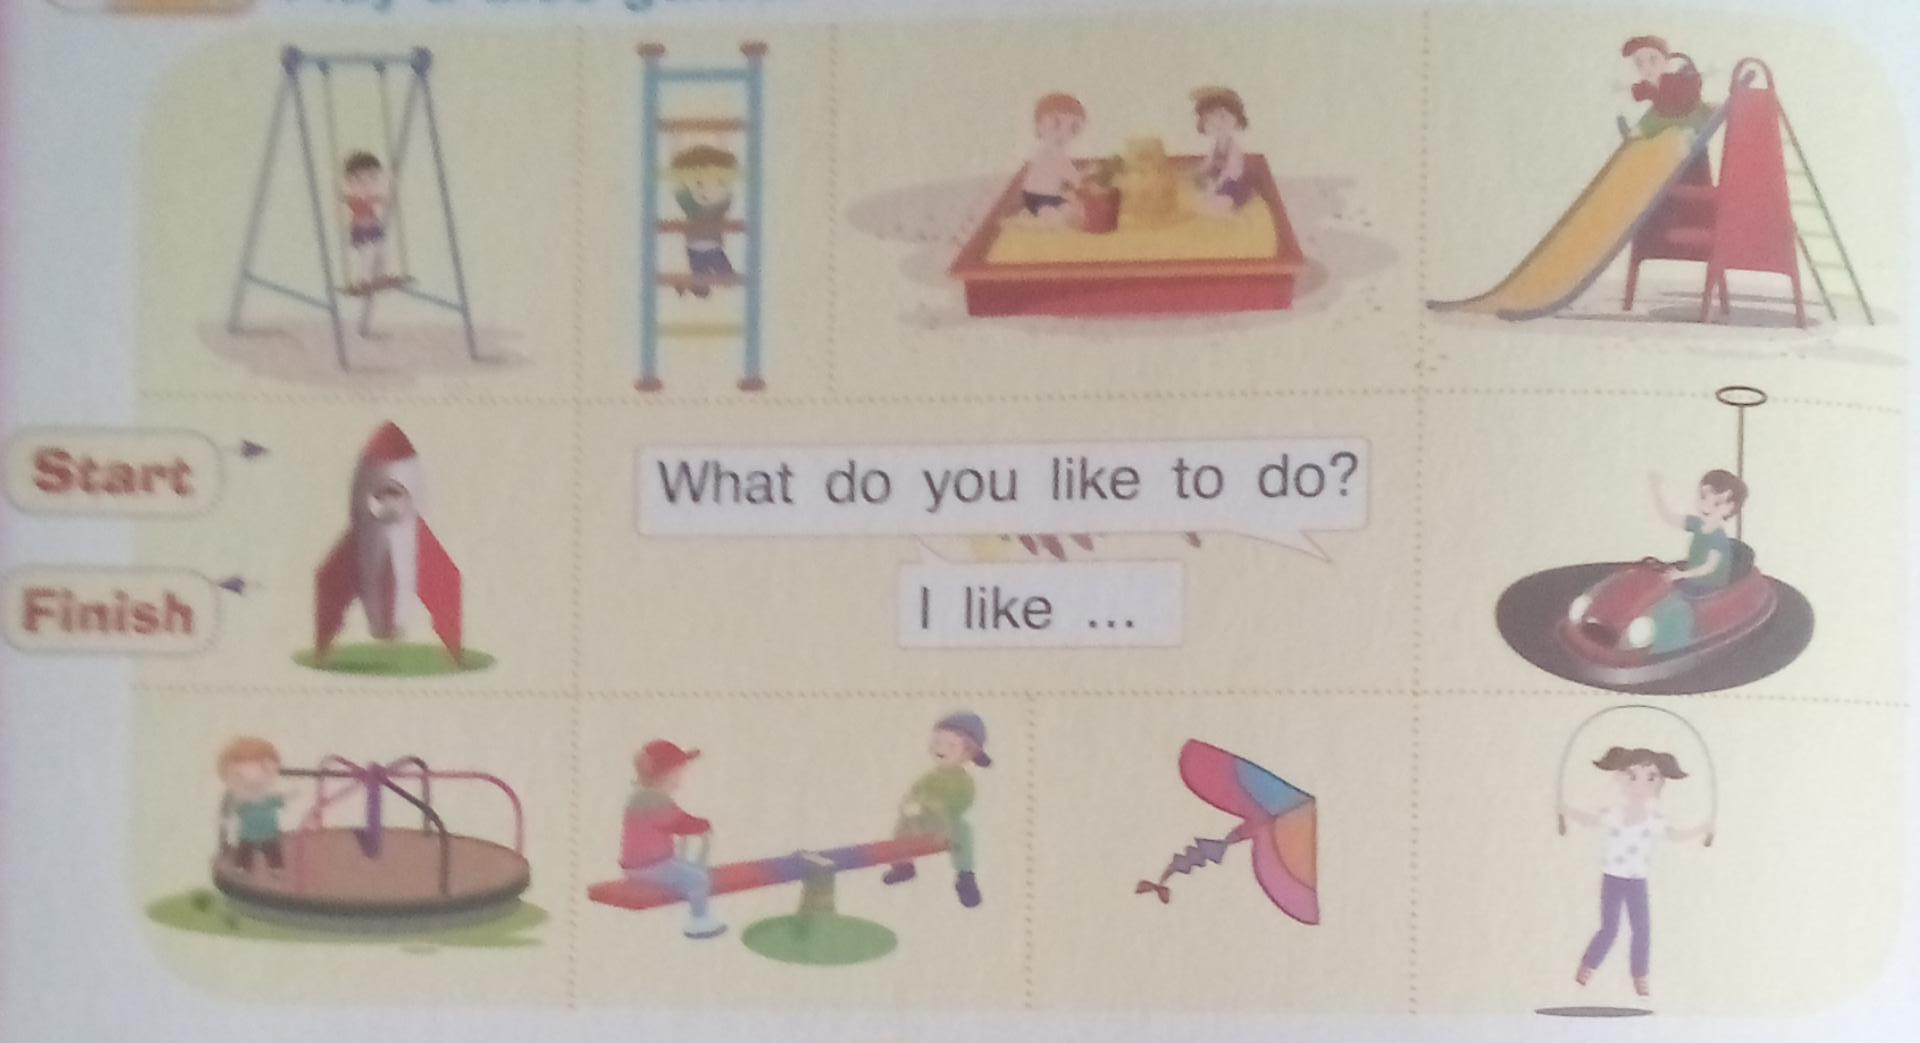 Start
What do you like to do?
I like ...
Finish